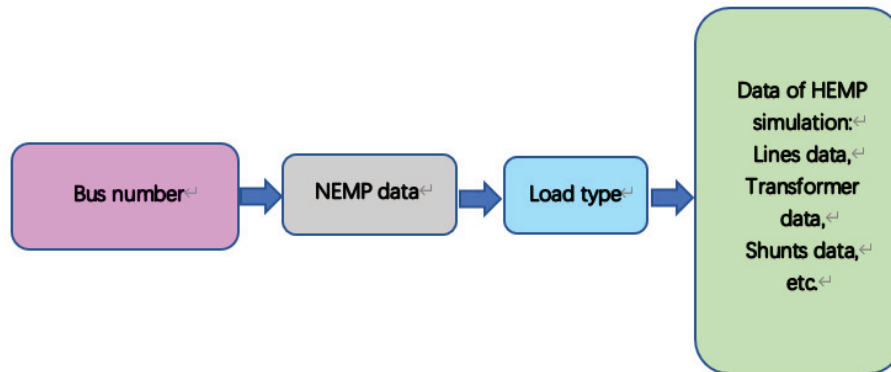 Bus number↵
NEMP data↵
Load type↵
Data of HEMP↵
simulation:↵
Lines data,↵
Transformer
data,↵
Shunts data,↵
etc.↵